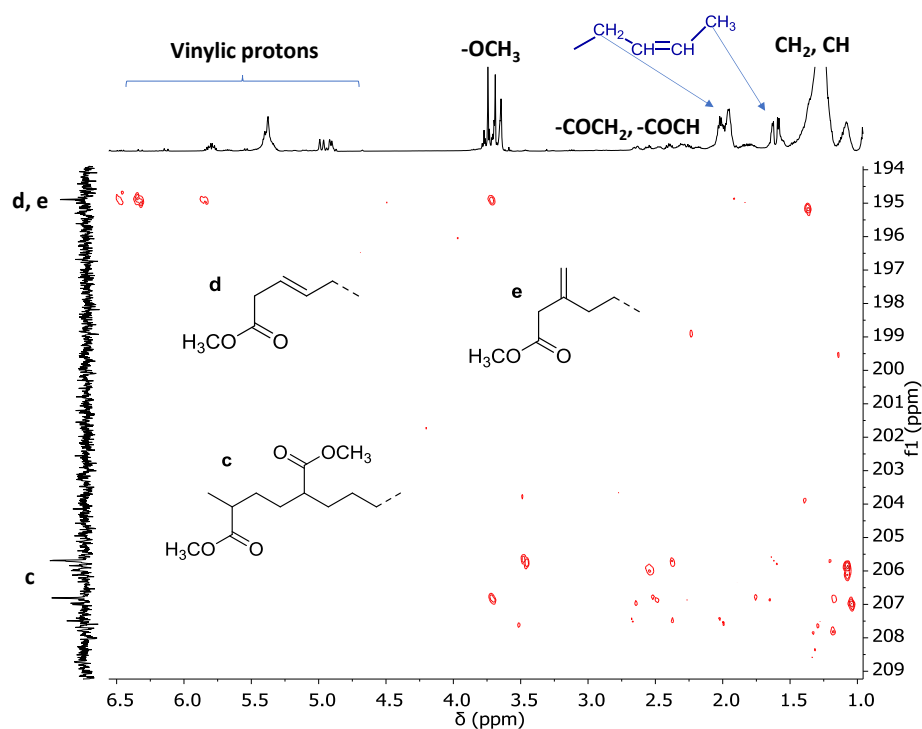 Vinylic protons
-OCH3
CH2
CH=CH
CH3
CH2, CH
-COCH2, -COCH
d, e
c
d
H3CO
O
e
H3CO
O
c
O
OCH3
H3CO
O
194
195
196
197
198
199
200
201
202
203
204
205
206
207
208
209
f1 (ppm)
6.5 6.0 5.5 5.0 4.5 4.0 3.5 3.0 2.5 2.0 1.5 1.0
δ (ppm)